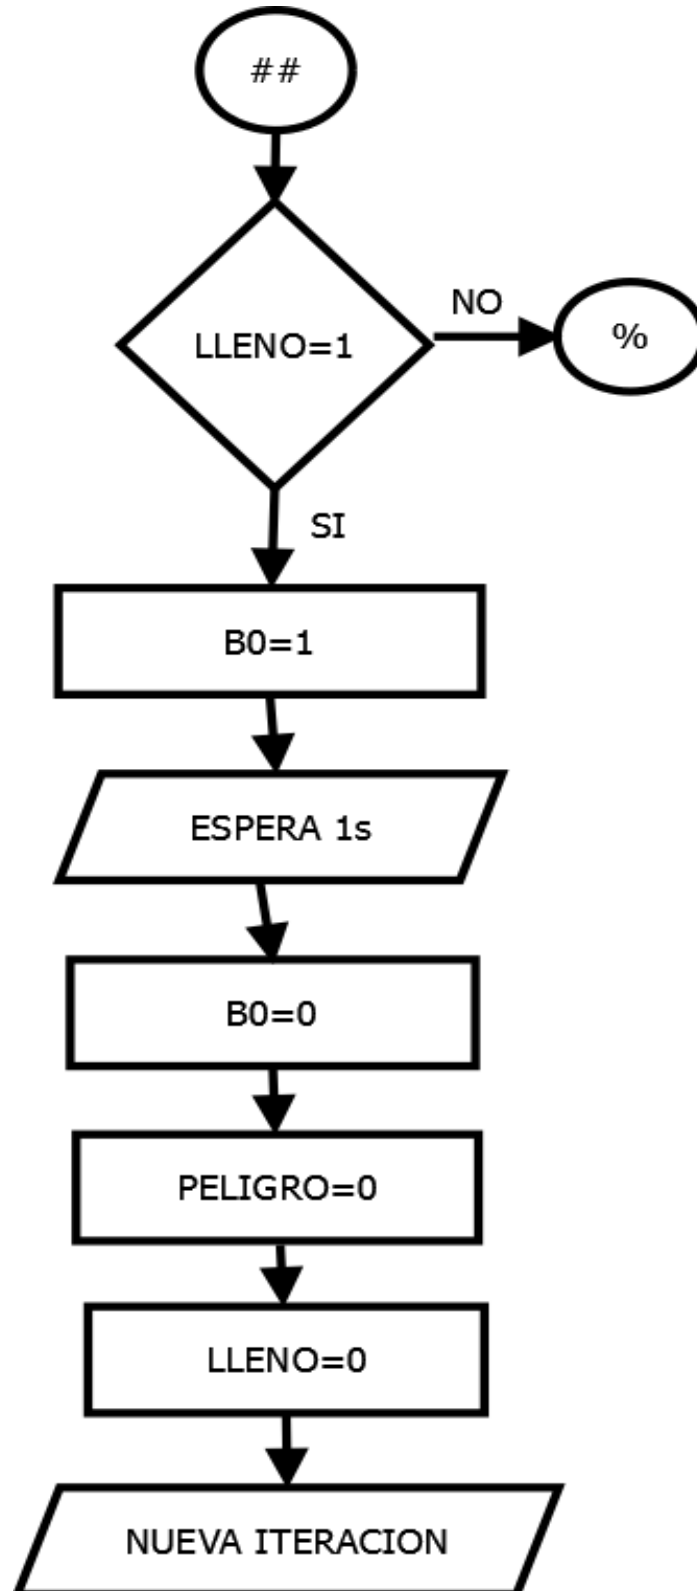 ##
LLENO=1
NO
%
SI
B0=1
ESPERA 1s
B0=0
PELIGRO=0
LLENO=0
NUEVA ITERACION